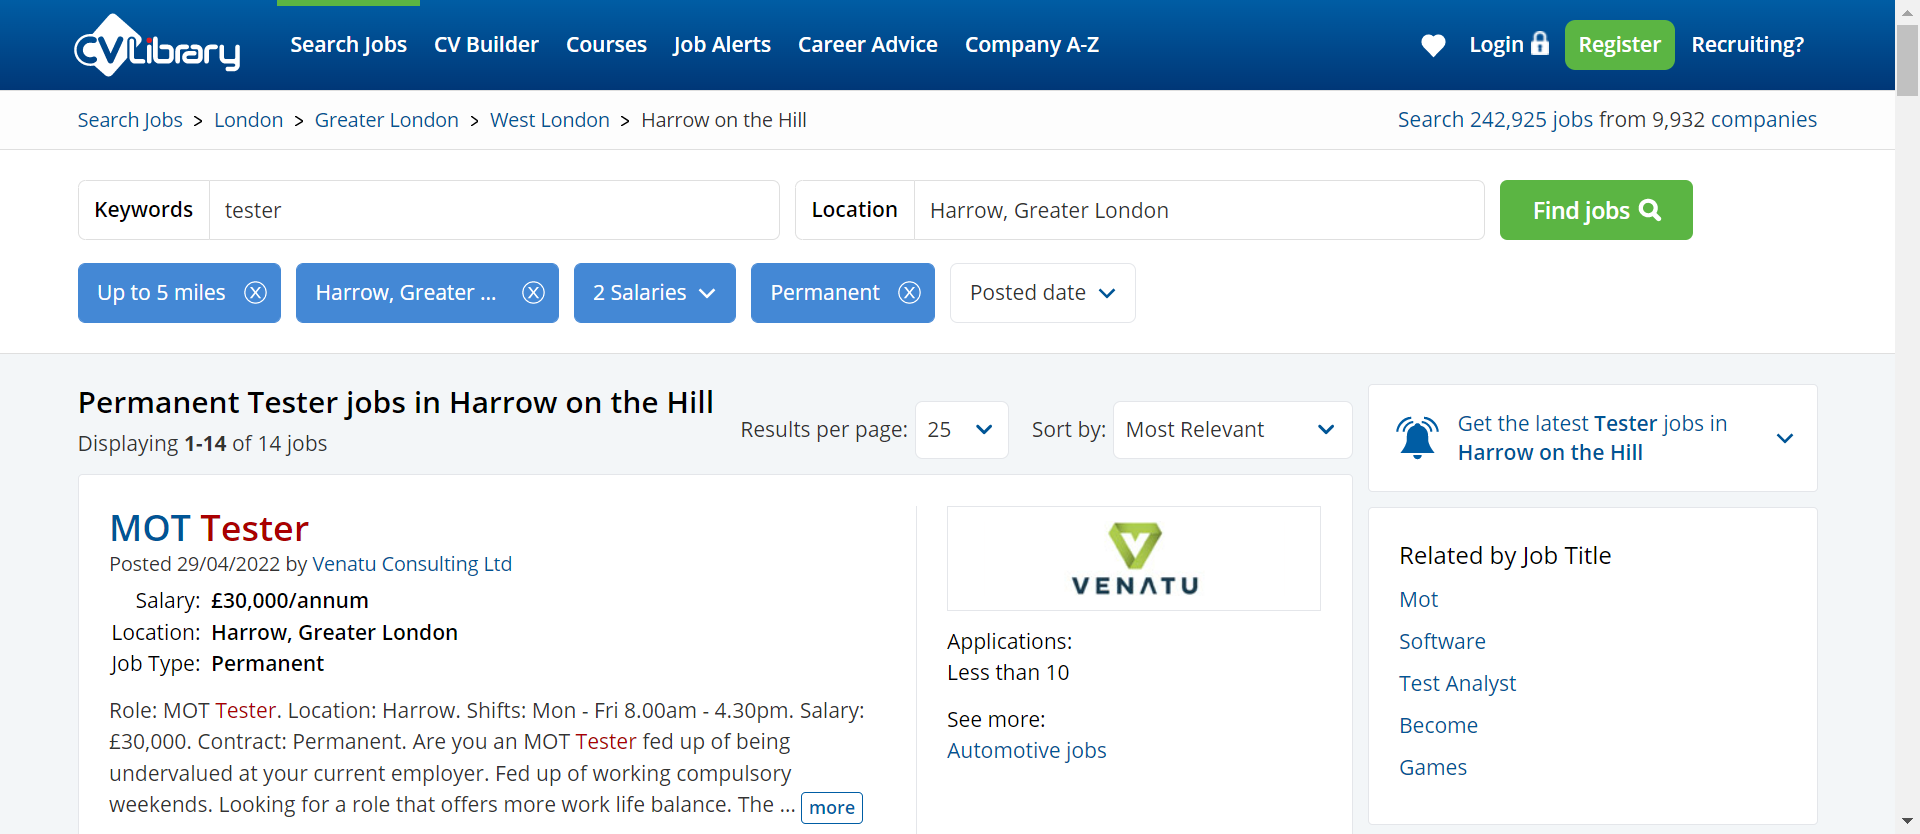 CVLibrary Search Jobs CV Builder Courses Job Alerts Career Advice Company A-Z Login Register Recruiting?
Search Jobs > London > Greater London > West London > Harrow on the Hill Search 242,925 jobs from 9,932 companies
Keywords tester Location Harrow, Greater London Find jobs
Up to 5 miles Harrow, Greater ... 2 Salaries Permanent Posted date
Permanent Tester jobs in Harrow on the Hill
Displaying 1-14 of 14 jobs
Results per page: 25 Sort by: Most Relevant
MOT Tester
Posted 29/04/2022 by Venatu Consulting Ltd
Salary: £30,000/annum
Location: Harrow, Greater London
Job Type: Permanent
Role: MOT Tester. Location: Harrow. Shifts: Mon - Fri 8.00am - 4.30pm. Salary:
£30,000. Contract: Permanent. Are you an MOT Tester fed up of being
undervalued at your current employer. Fed up of working compulsory
weekends. Looking for a role that offers more work life balance. The ... more
VENATU
Applications:
Less than 10
See more:
Automotive jobs
Get the latest Tester jobs in
Harrow on the Hill
Related by Job Title
Mot
Software
Test Analyst
Become
Games